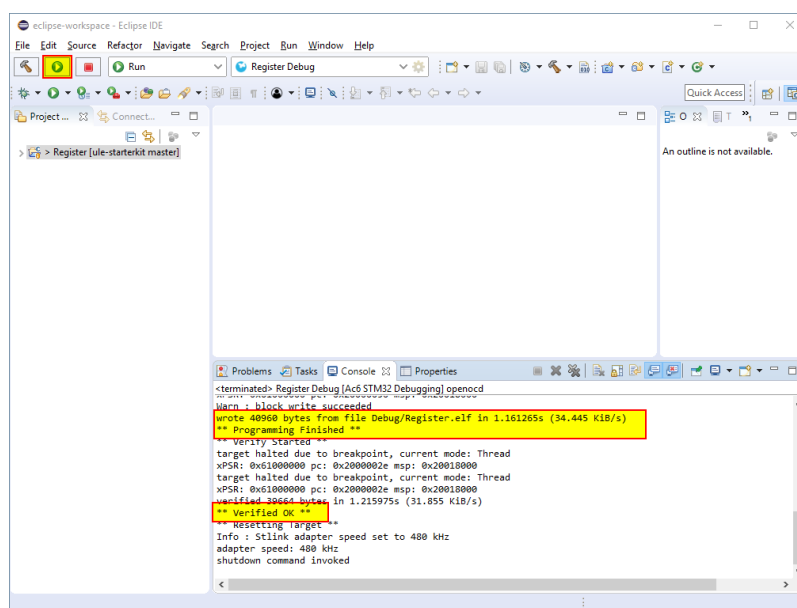 eclipse-workspace - Eclipse IDE
File Edit Source Refactor Navigate Search Project Run Window Help
Run Register Debug
Quick Access
Project ... Connect... O T
> Register [ule-starterkit master]
An outline is not available.
Problems Tasks Console Properties
<terminated> Register Debug [Ac6 STM32 Debugging] openocd
Warn : block write succeeded
wrote 40960 bytes from file Debug/Register.elf in 1.161265s (34.445 KiB/s)
** Programming Finished **
** Verify Started **
target halted due to breakpoint, current mode: Thread
xPSR: 0x61000000 pc: 0x2000002e msp: 0x20018000
target halted due to breakpoint, current mode: Thread
xPSR: 0x61000000 pc: 0x2000002e msp: 0x20018000
verified 39664 bytes in 1.215975s (31.855 KiB/s)
** Verified OK **
** Resetting Target **
Info : Stlink adapter speed set to 480 kHz
adapter speed: 480 kHz
shutdown command invoked